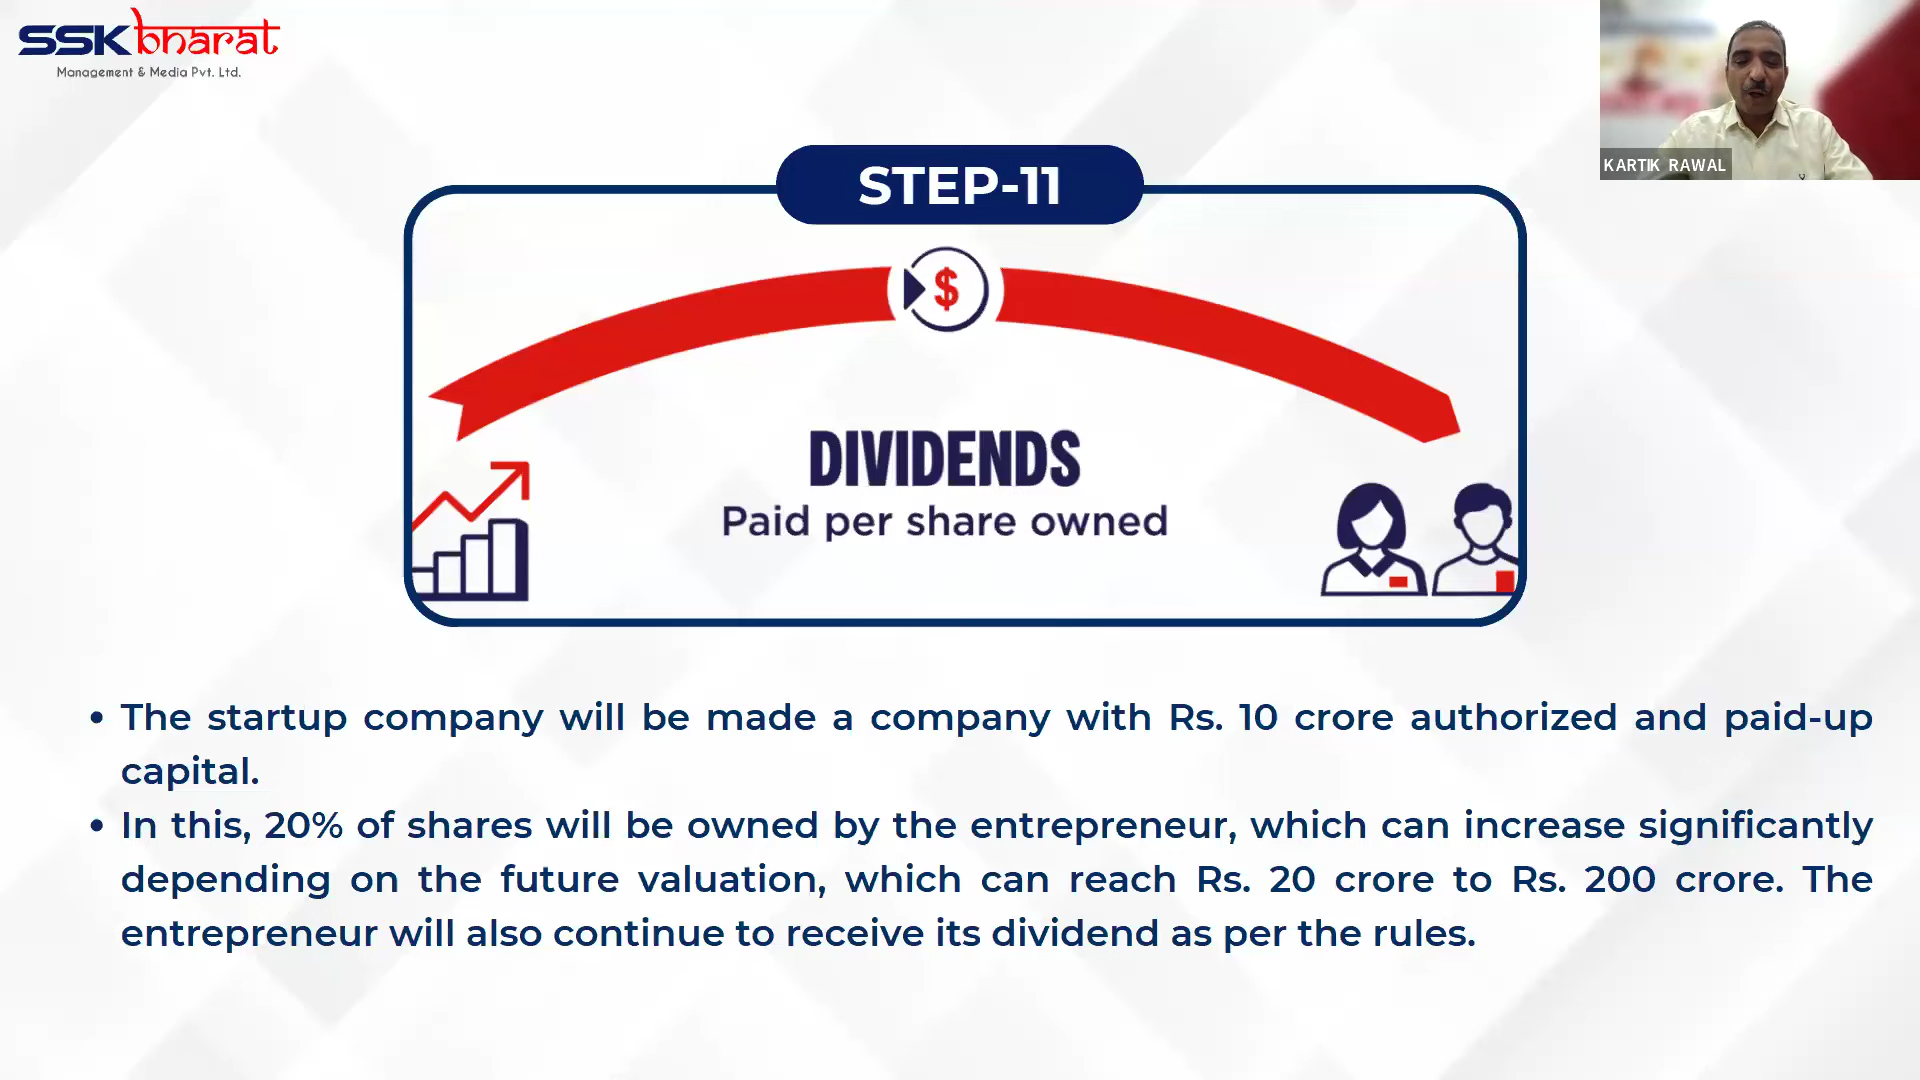 SSK bharat
Management & Media Pvt. Ltd.
KARTIK RAWAL
STEP-11
$
DIVIDENDS
Paid per share owned
• The startup company will be made a company with Rs. 10 crore authorized and paid-up
capital.
• In this, 20% of shares will be owned by the entrepreneur, which can increase significantly
depending on the future valuation, which can reach Rs. 20 crore to Rs. 200 crore. The
entrepreneur will also continue to receive its dividend as per the rules.